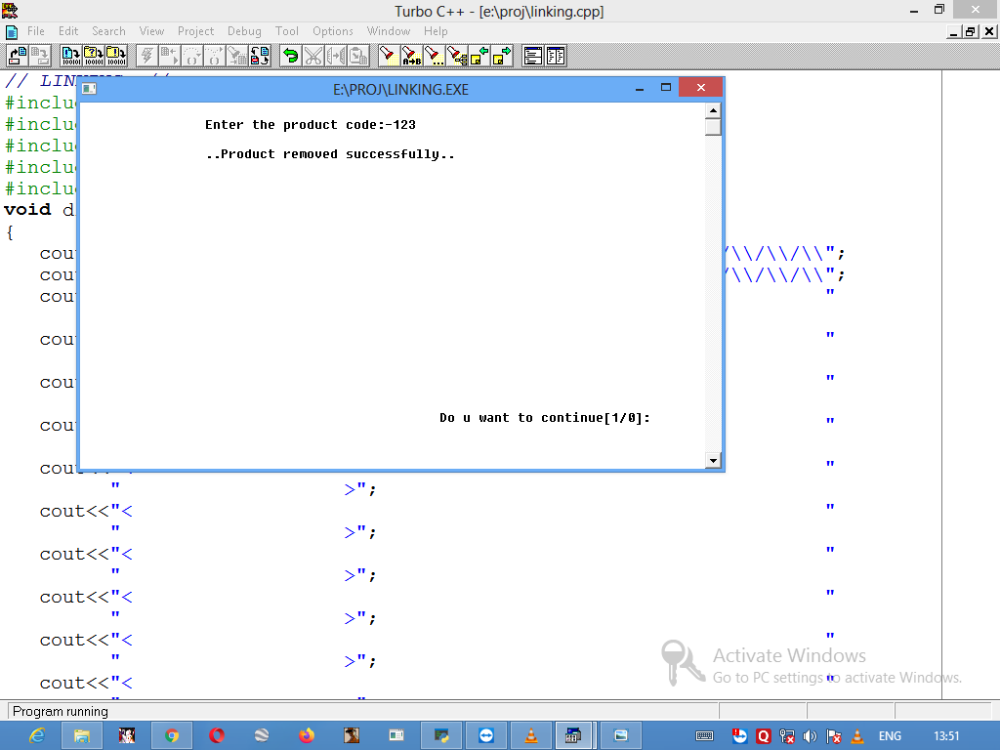 Turbo C++ - [e:\proj\linking.cpp]
File Edit Search View Project Debug Tool Options Window Help
//
#inclu
E:\PROJ\LINKING.EXE
#inclu
Enter the product code:-123
#inclu
..Product removed successfully..
#inclu
#inclu
void d
{
cou /\\/\\/\\";
cou /\\/\\/\\";
cou "
cou "
cou "
Do u want to continue[1/0]:
cou "
cou "
" >";
cout<<"< "
" >";
cout<<"< "
" >";
cout<<"< "
" >";
cout<<"< "
" >";
Activate Windows
Go to PC settings to activate Windows.
cout<<"< "
Program running
ENG 13:51